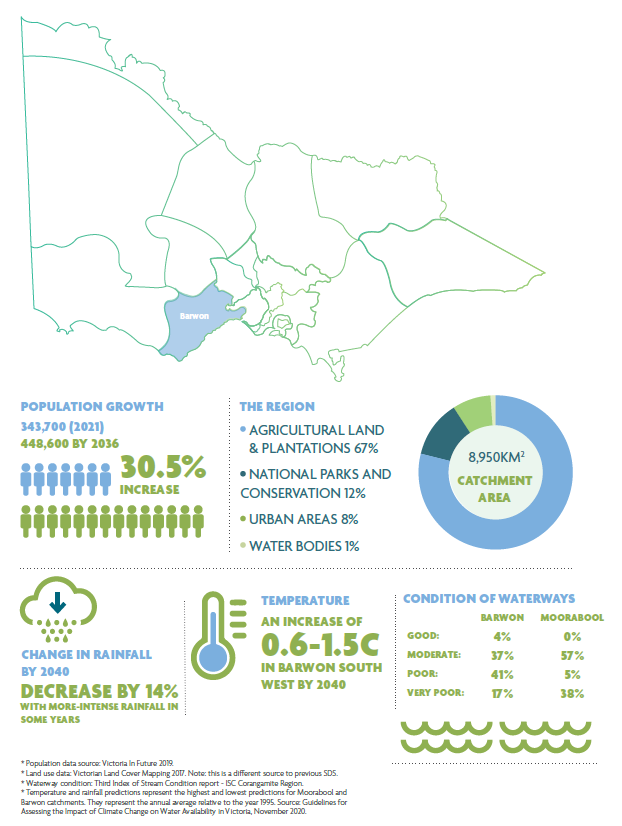 Barwon
POPULATION GROWTH
343,700 (2021)
448,600 BY 2036
30.5%
INCREASE
THE REGION
• AGRICULTURAL LAND
& PLANTATIONS 67%
• NATIONAL PARKS AND
CONSERVATION 12%
• URBAN AREAS 8%
• WATER BODIES 1%
8,950KM²
CATCHMENT
AREA
CHANGE IN RAINFALL
BY 2040
DECREASE BY 14%
WITH MORE-INTENSE RAINFALL IN
SOME YEARS
TEMPERATURE
AN INCREASE OF
0.6-1.5C
IN BARWON SOUTH
WEST BY 2040
CONDITION OF WATERWAYS
BARWON MOORABOOL
GOOD: 4% 0%
MODERATE: 37% 57%
POOR: 41% 5%
VERY POOR: 17% 38%
* Population data source: Victoria In Future 2019.
* Land use data: Victorian Land Cover Mapping 2017. Note: this is a different source to previous SDS.
* Waterway condition: Third Index of Stream Condition report - ISC Corangamite Region.
* Temperature and rainfall predictions represent the highest and lowest predictions for Moorabool and
Barwon catchments. They represent the annual average relative to the year 1995. Source: Guidelines for
Assessing the Impact of Climate Change on Water Availability in Victoria, November 2020.